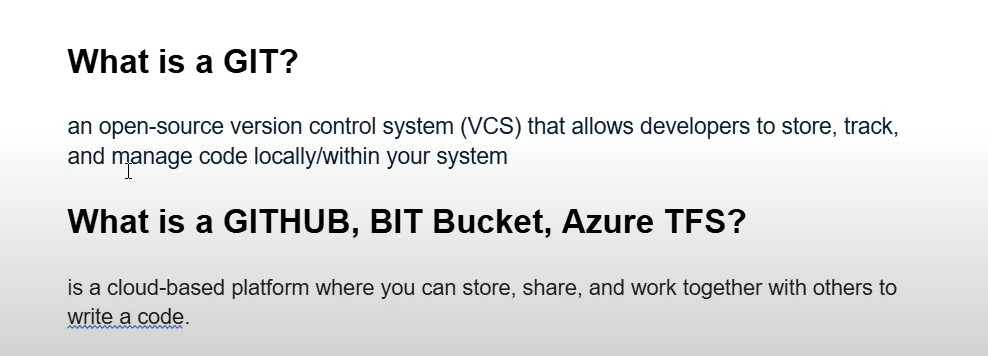 What is a GIT?
an open-source version control system (VCS) that allows developers to store, track,
and manage code locally/within your system
What is a GITHUB, BIT Bucket, Azure TFS?
is a cloud-based platform where you can store, share, and work together with others to
write a code.